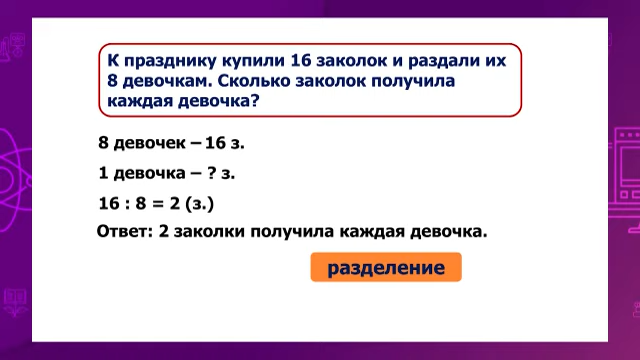 К празднику купили 16 заколок и раздали их
8 девочкам. Сколько заколок получила
каждая девочка?
8 девочек – 16 з.
1 девочка – ? з.
16 : 8 = 2 (з.)
Ответ: 2 заколки получила каждая девочка.
разделение